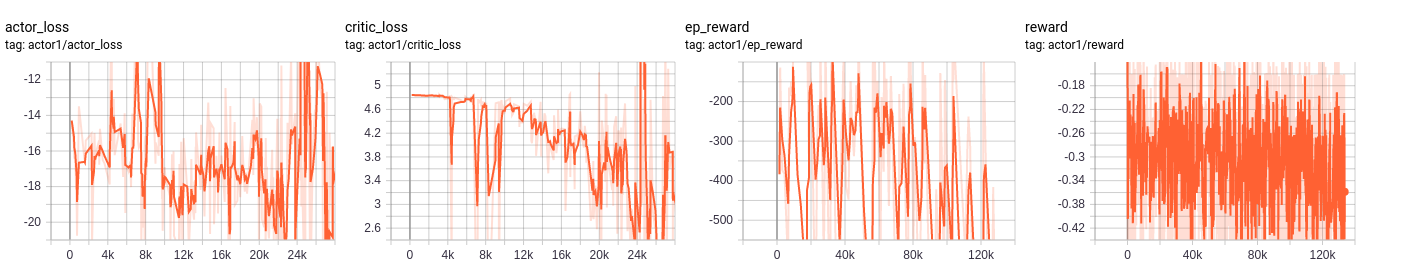 actor_loss
tag: actor1/actor_loss
-12
-14
-16
-18
-20
0 4k 8k 12k 16k 20k 24k
critic_loss
tag: actor1/critic_loss
5
4.6
4.2
3.8
3.4
3
2.6
0 4k 8k 12k 16k 20k 24k
ep_reward
tag: actor1/ep_reward
-200
-300
-400
-500
0 40k 80k 120k
reward
tag: actor1/reward
-0.18
-0.22
-0.26
-0.3
-0.34
-0.38
-0.42
0 40k 80k 120k